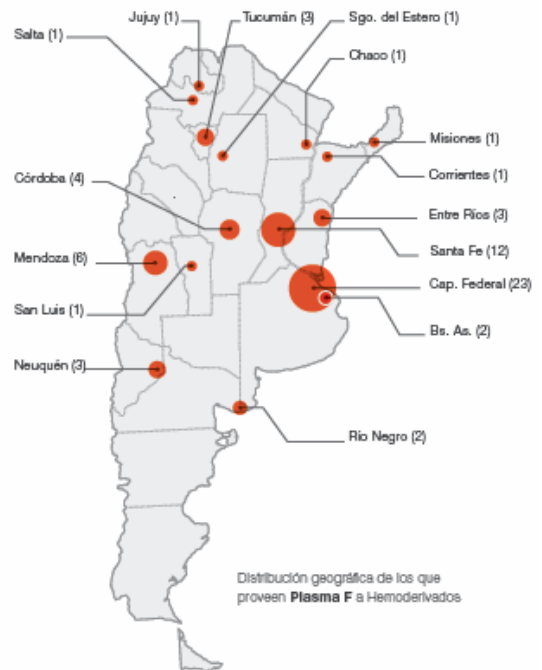 Jujuy (1)
Tucumán (3)
Sgo. del Estero (1)
Salta (1)
Chaco (1)
Misiones (1)
Corrientes (1)
Córdoba (4)
Entre Ríos (3)
Santa Fe (12)
Mendoza (6)
Cap. Federal (23)
San Luis (1)
Bs. As. (2)
Neuquén (3)
Río Negro (2)
Distribución geográfica de los que
proveen Plasma F a Hemoderivados